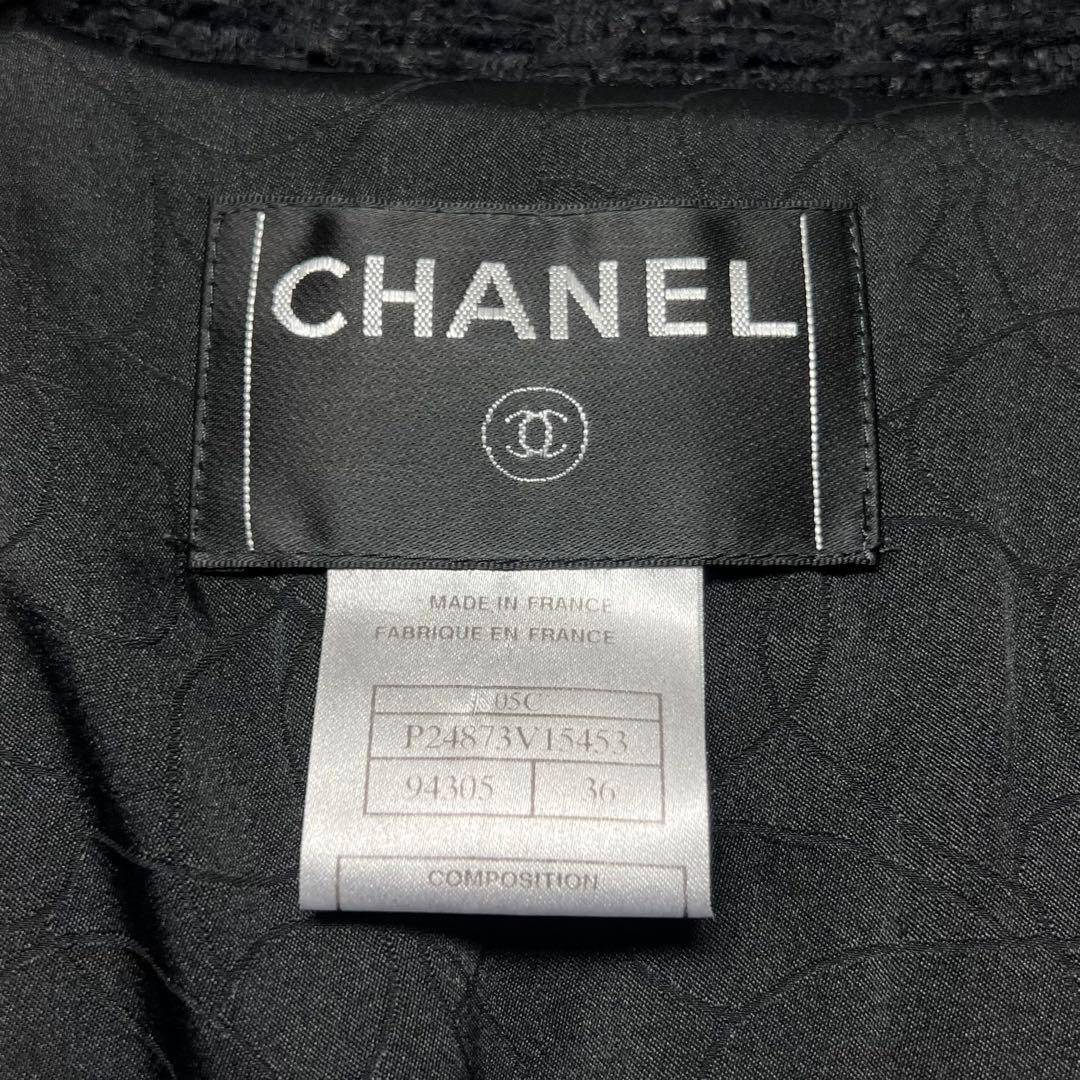 CHANEL
MADE IN FRANCE
FABRIQUE EN FRANCE
05C
P24873V15453
94305 36
COMPOSITION